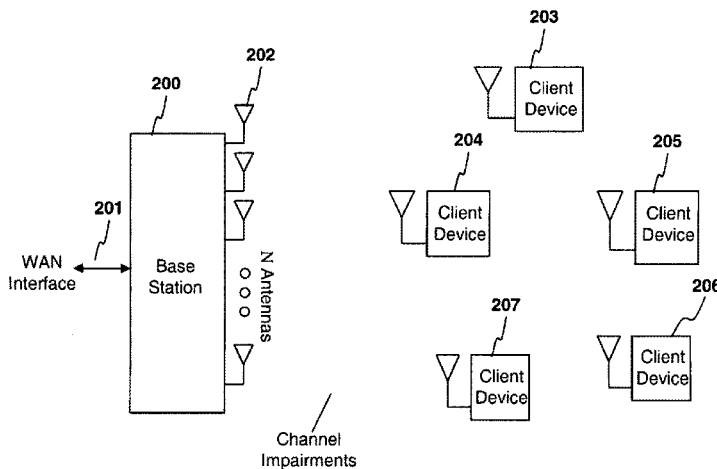 203
202
200
Client
Device
204
205
201
Client
Device
Client
Device
WAN
Interface
Base
Station
N Antennas
206
207
Client
Device
Client
Device
Channel
Impairments